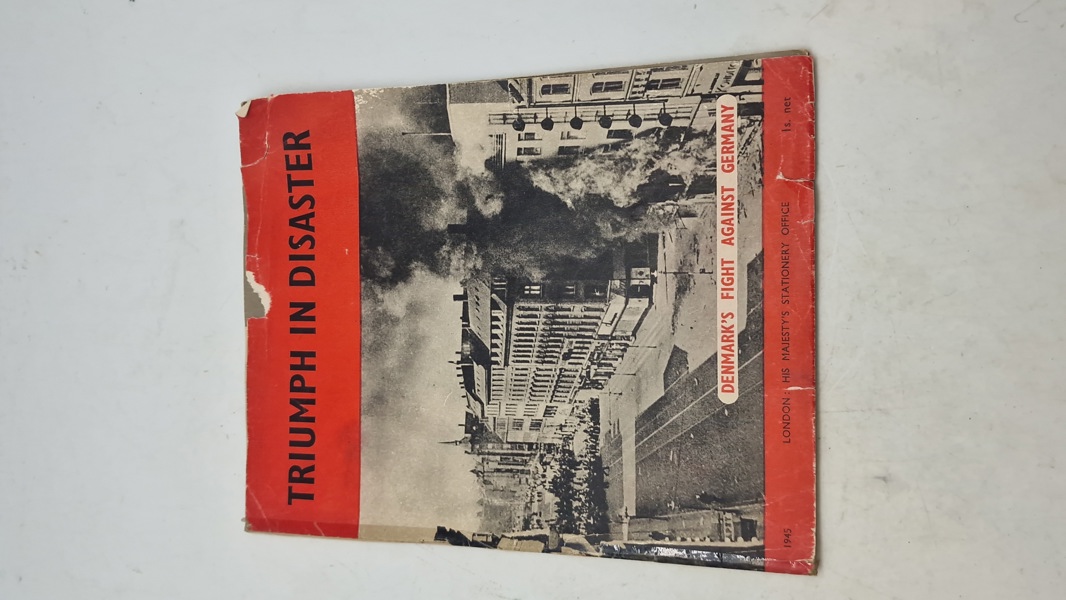 TRIUMPH IN DISASTER
DENMARK'S FIGHT AGAINST GERMANY
1945 LONDON: HIS MAJESTY'S STATIONERY OFFICE 1s. net